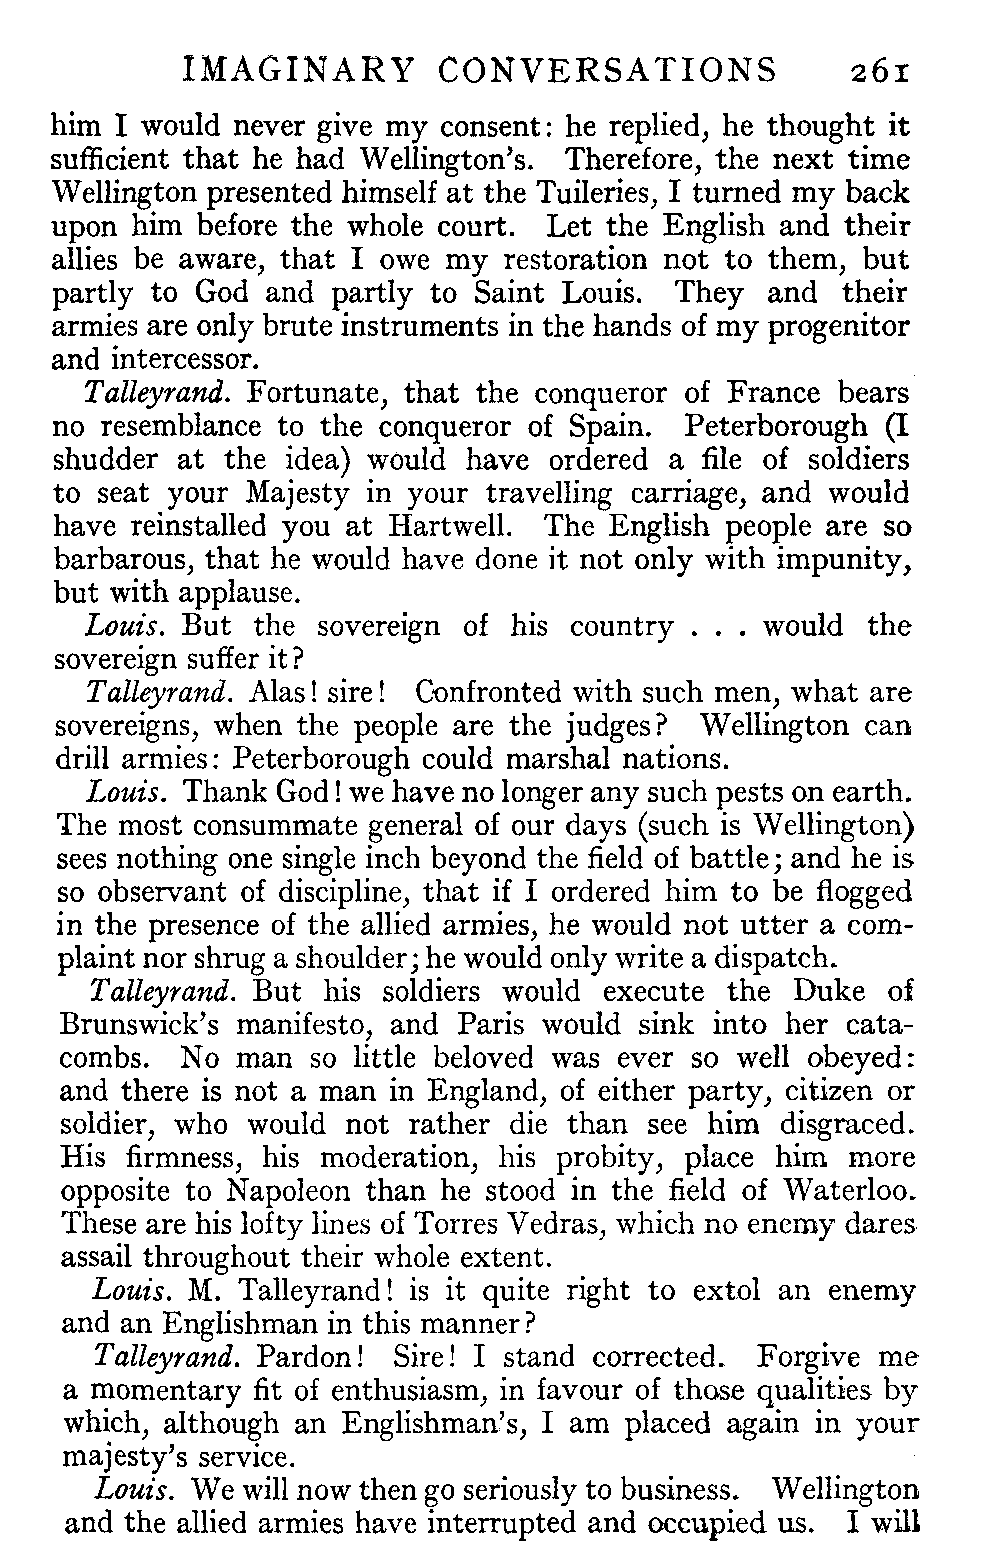 IMAGINARY CONVERSATIONS 261
him I would never give my consent: he replied, he thought it
sufficient that he had Wellington's. Therefore, the next time
Wellington presented himself at the Tuileries, I turned my back
upon him before the whole court. Let the English and their
allies be aware, that I owe my restoration not to them, but
partly to God and partly to Saint Louis. They and their
armies are only brute instruments in the hands of my progenitor
and intercessor.
Talleyrand. Fortunate, that the conqueror of France bears
no resemblance to the conqueror of Spain. Peterborough (I
shudder at the idea) would have ordered a file of soldiers
to seat your Majesty in your travelling carriage, and would
have reinstalled you at Hartwell. The English people are so
barbarous, that he would have done it not only with impunity,
but with applause.
Louis. But the sovereign of his country . . . would the
sovereign suffer it?
Talleyrand. Alas! sire! Confronted with such men, what are
sovereigns, when the people are the judges? Wellington can
drill armies: Peterborough could marshal nations.
Louis. Thank God! we have no longer any such pests on earth.
The most consummate general of our days (such is Wellington)
sees nothing one single inch beyond the field of battle; and he is
so observant of discipline, that if I ordered him to be flogged
in the presence of the allied armies, he would not utter a com-
plaint nor shrug a shoulder; he would only write a dispatch.
Talleyrand. But his soldiers would execute the Duke of
Brunswick's manifesto, and Paris would sink into her cata-
combs. No man so little beloved was ever so well obeyed:
and there is not a man in England, of either party, citizen or
soldier, who would not rather die than see him disgraced.
His firmness, his moderation, his probity, place him more
opposite to Napoleon than he stood in the field of Waterloo.
These are his lofty lines of Torres Vedras, which no enemy dares
assail throughout their whole extent.
Louis. M. Talleyrand! is it quite right to extol an enemy
and an Englishman in this manner?
Talleyrand. Pardon! Sire! I stand corrected. Forgive me
a momentary fit of enthusiasm, in favour of those qualities by
which, although an Englishman's, I am placed again in your
majesty's service.
Louis. We will now then go seriously to business. Wellington
and the allied armies have interrupted and occupied us. I will